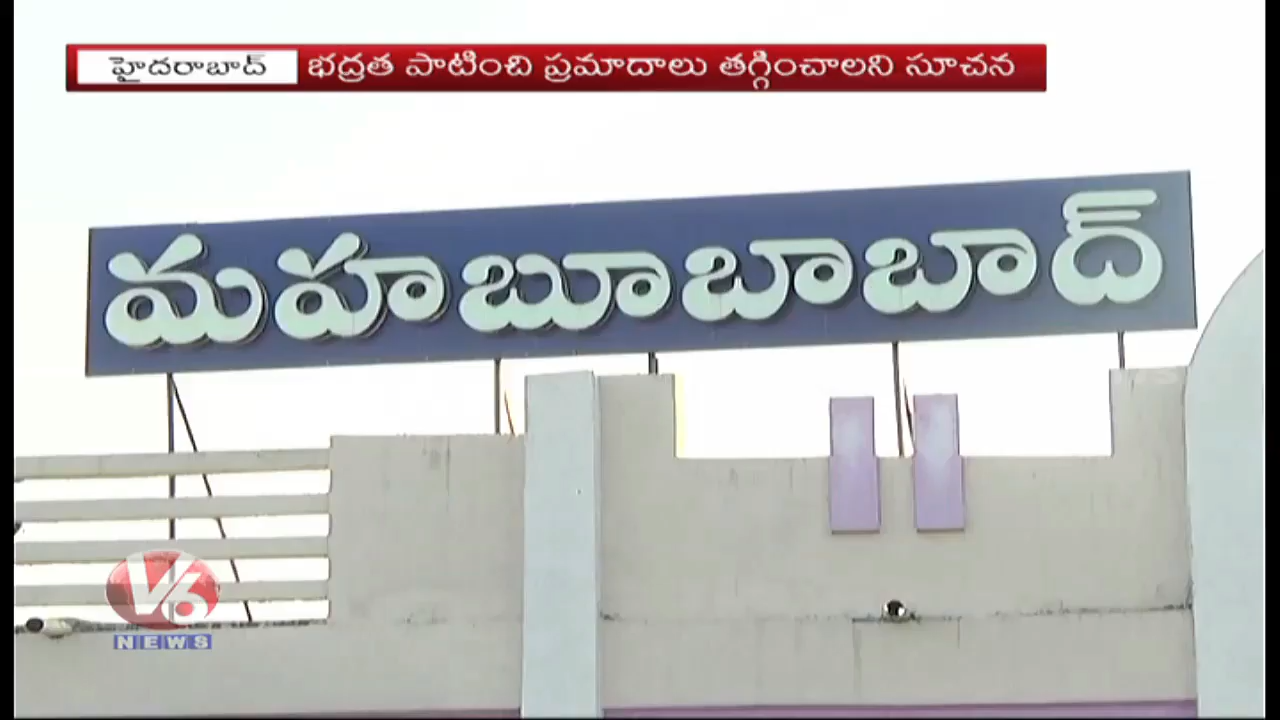 హైదరాబాద్ భద్రత పాటించి ప్రమాదాలు తగ్గించాలని సూచన
మహబూబాబాద్
V6
NEWS